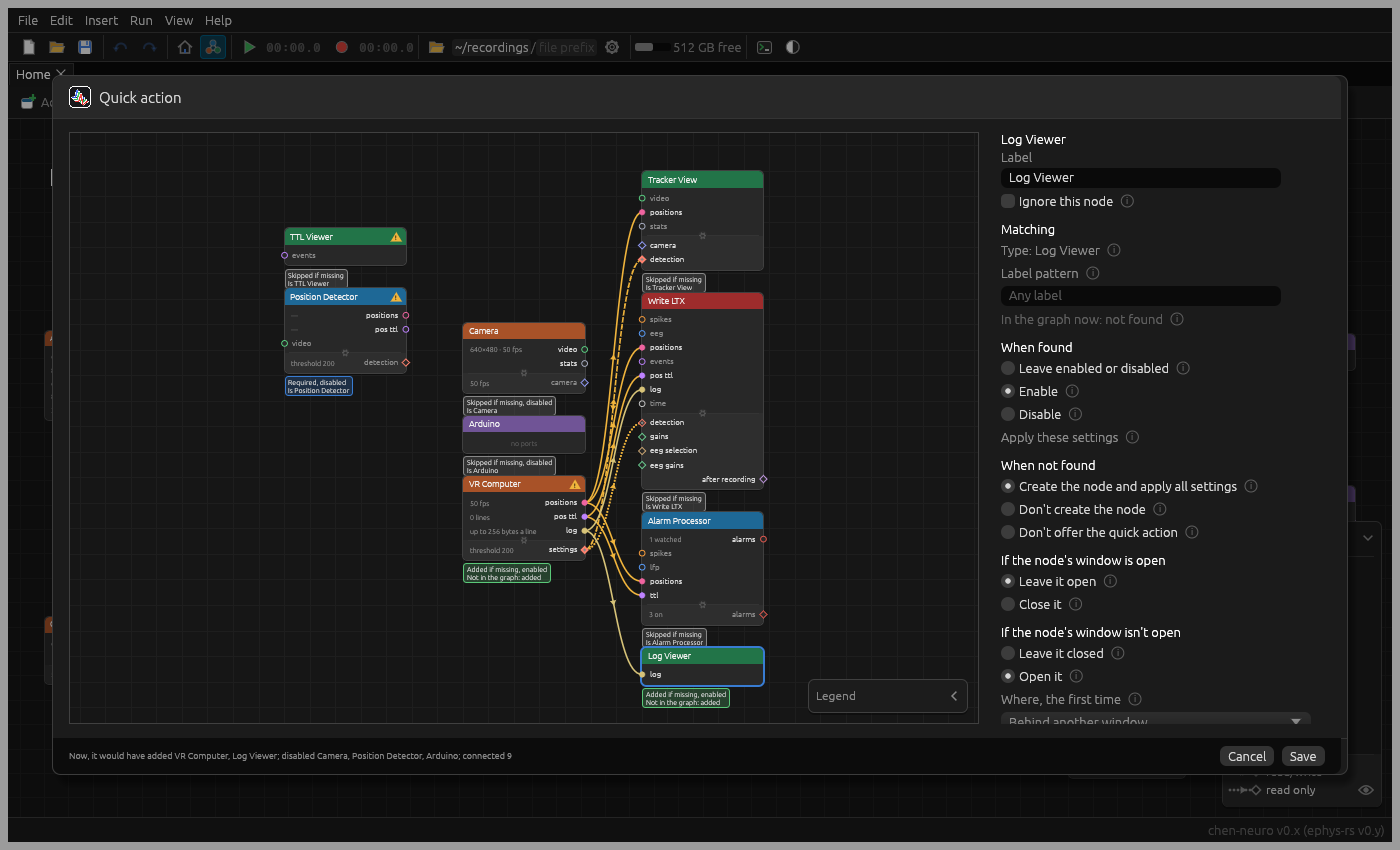 File Edit Insert Run View Help
00:00.0 00:00.0 ~/recordings/ file prefix 512 GB free
Home
Quick action
TTL Viewer
events
Skipped if missing
Is TTL Viewer
Position Detector
positions
pos ttl
video
threshold 200 detection
Required, disabled
Is Position Detector
Camera
640×480 · 50 fps video
stats
50 fps camera
Skipped if missing, disabled
Is Camera
Arduino
no ports
Skipped if missing, disabled
Is Arduino
VR Computer
50 fps positions
0 lines pos ttl
up to 256 bytes a line log
threshold 200 settings
Added if missing, enabled
Not in the graph: added
Tracker View
video
positions
stats
camera
detection
Skipped if missing
Is Tracker View
Write LTX
spikes
eeg
positions
events
pos ttl
log
time
detection
gains
eeg selection
eeg gains
after recording
Skipped if missing
Is Write LTX
Alarm Processor
1 watched alarms
spikes
lfp
positions
ttl
3 on alarms
Skipped if missing
Is Alarm Processor
Log Viewer
log
Added if missing, enabled
Not in the graph: added
Legend
Log Viewer
Label
Log Viewer
Ignore this node
Matching
Type: Log Viewer
Label pattern
Any label
In the graph now: not found
When found
Leave enabled or disabled
Enable
Disable
Apply these settings
When not found
Create the node and apply all settings
Don't create the node
Don't offer the quick action
If the node's window is open
Leave it open
Close it
If the node's window isn't open
Leave it closed
Open it
Where, the first time
Behind another window
Now, it would have added VR Computer, Log Viewer; disabled Camera, Position Detector, Arduino; connected 9
Cancel Save
read only
chen-neuro v0.x (ephys-rs v0.y)